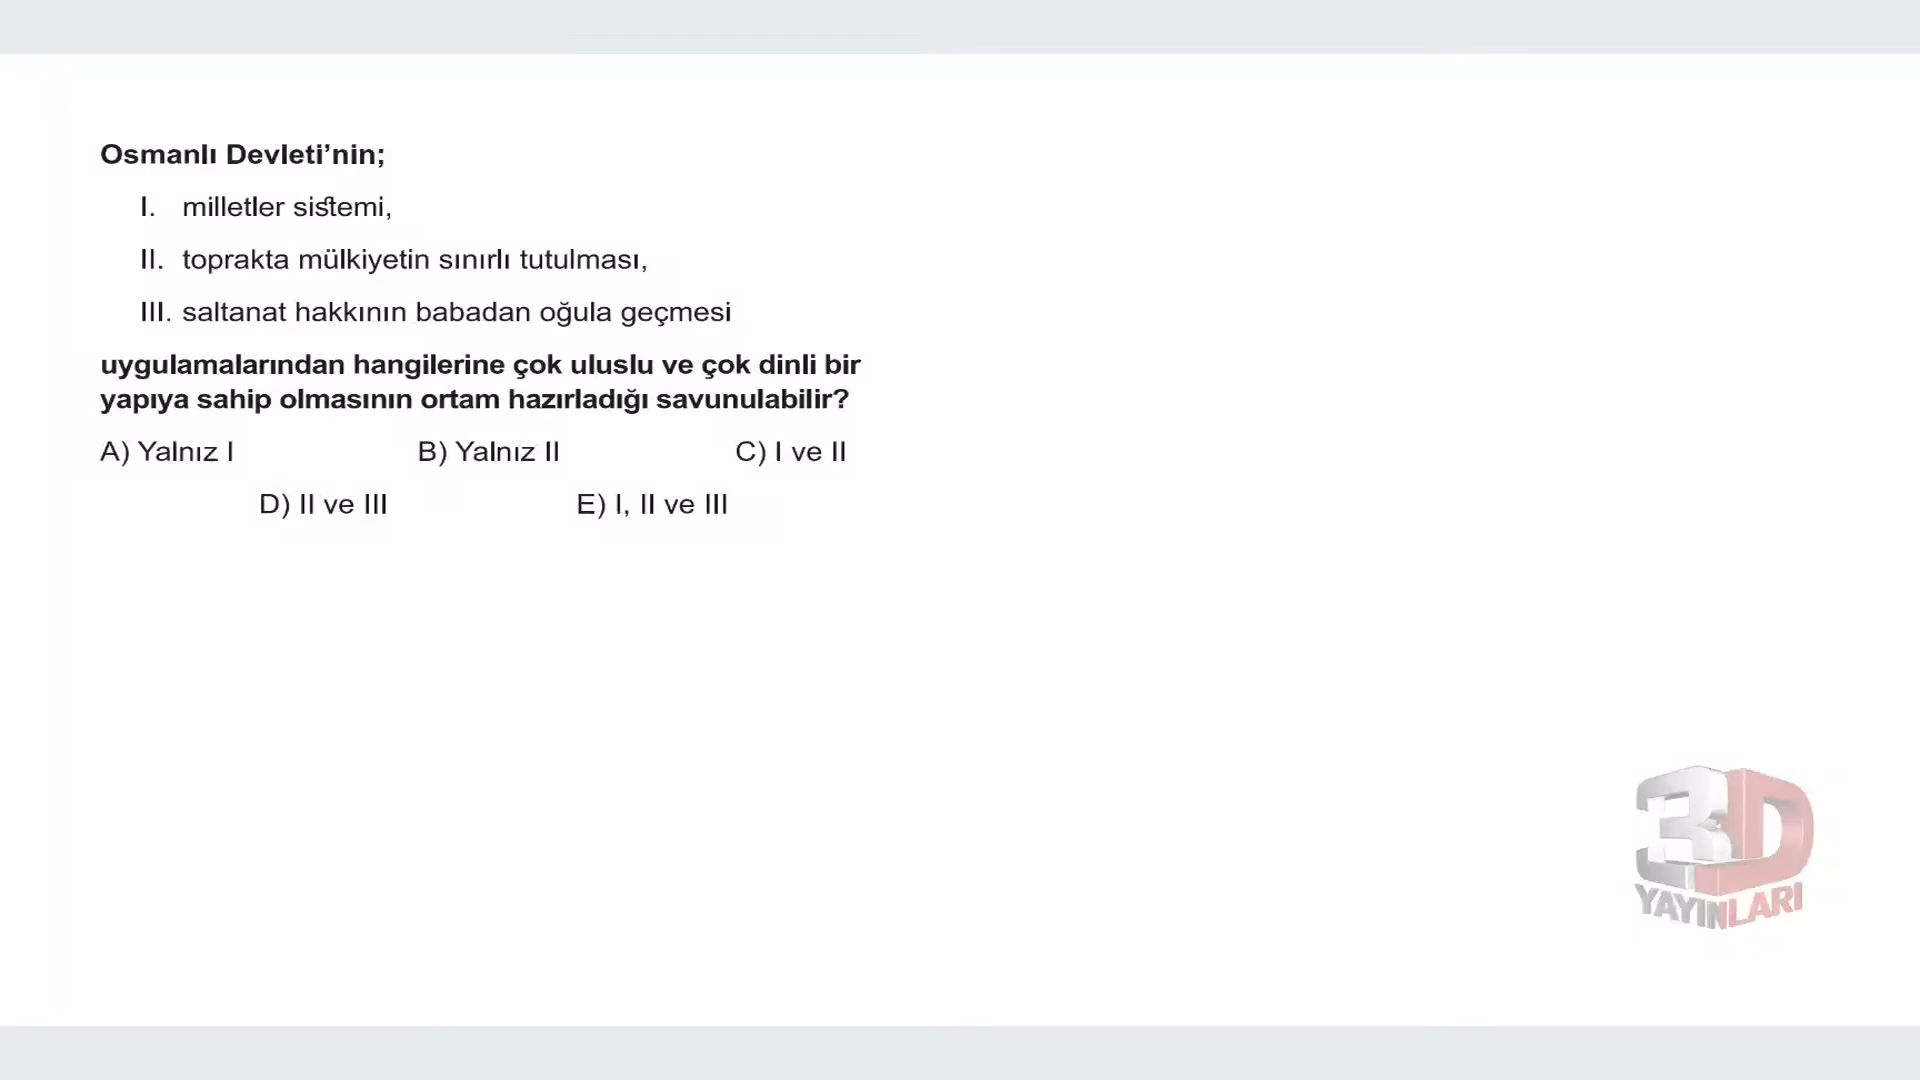 Osmanlı Devleti’nin;
I. milletler sistemi,
II. toprakta mülkiyetin sınırlı tutulması,
III. saltanat hakkının babadan oğula geçmesi
uygulamalarından hangilerine çok uluslu ve çok dinli bir
yapıya sahip olmasının ortam hazırladığı savunulabilir?
A) Yalnız I B) Yalnız II C) I ve II
D) II ve III E) I, II ve III
3D
YAYINLARI